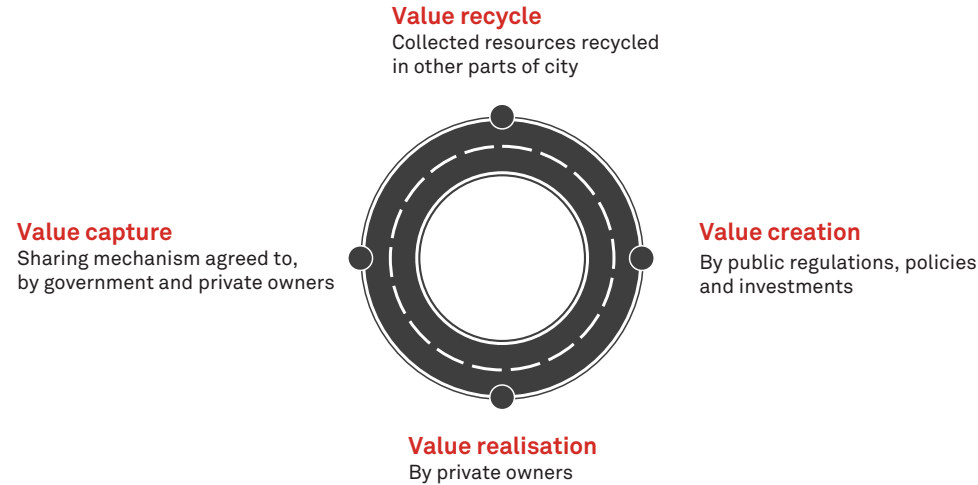 Value recycle
Collected resources recycled
in other parts of city
Value capture
Sharing mechanism agreed to,
by government and private owners
Value creation
By public regulations, policies
and investments
Value realisation
By private owners